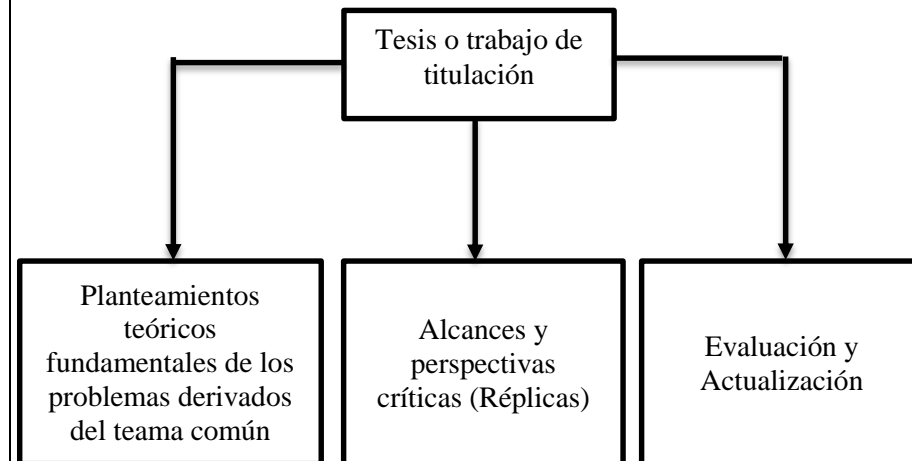 Tesis o trabajo de
titulación
Planteamientos
teóricos
fundamentales de los
problemas derivados
del teama común
Alcances y
perspectivas
críticas (Réplicas)
Evaluación y
Actualización